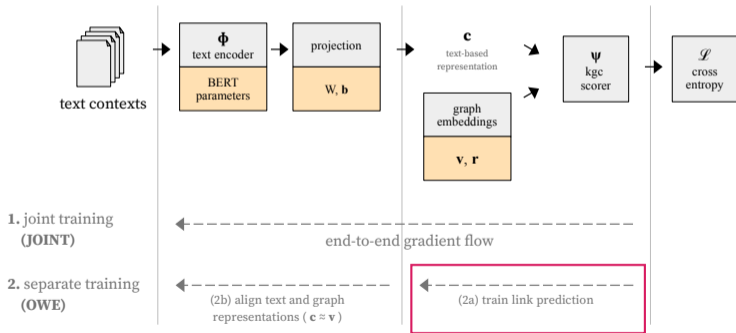 Φ
text encoder
BERT
parameters
projection
W, b
c
text-based
representation
graph
embeddings
v, r
ψ
kgc
scorer
ℒ
cross
entropy
text contexts
1. joint training
(JOINT)
end-to-end gradient flow
2. separate training
(OWE)
(2b) align text and graph
representations ( c ≈ v )
(2a) train link prediction